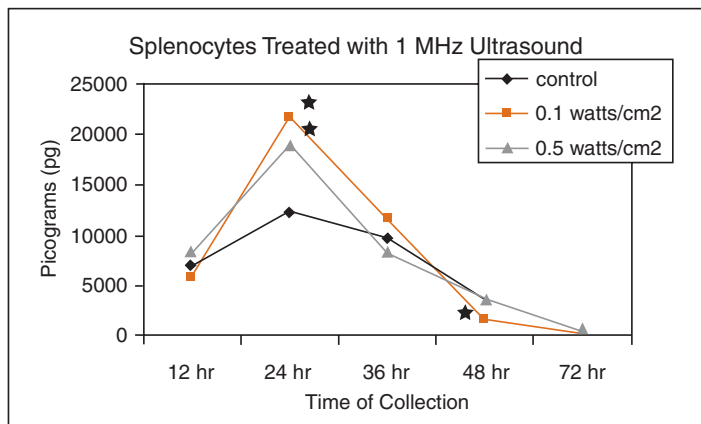 Splenocytes Treated with 1 MHz Ultrasound
control
0.1 watts/cm2
0.5 watts/cm2
Picograms (pg)
25000
20000
15000
10000
5000
0
12 hr 24 hr 36 hr 48 hr 72 hr
Time of Collection